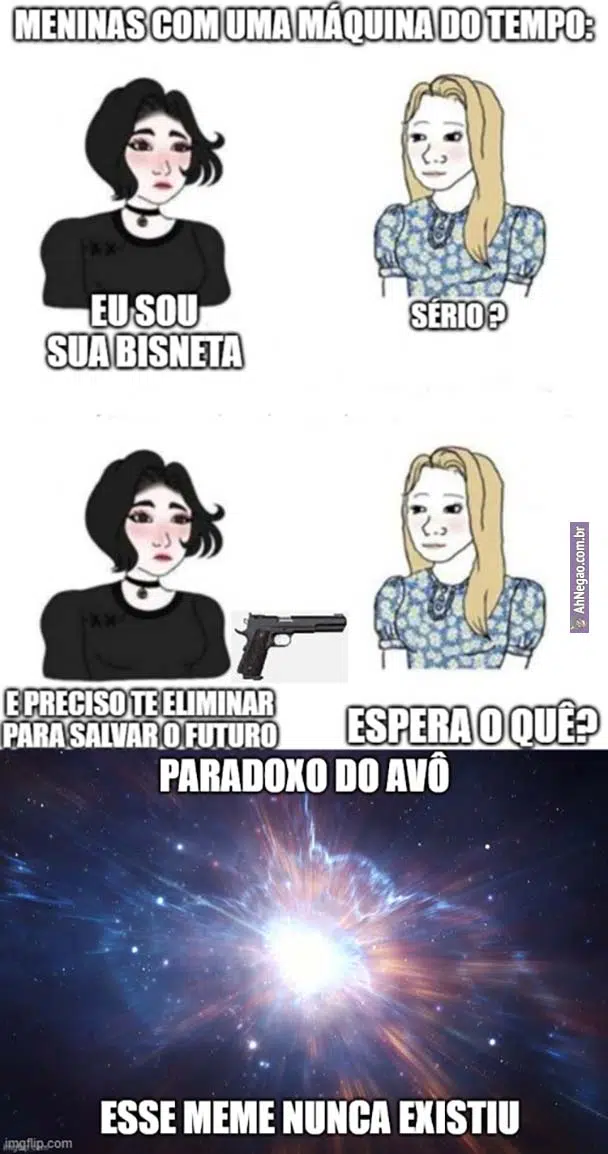 MENINAS COM UMA MÁQUINA DO TEMPO:
EU SOU
SUA BISNETA
SÉRIO ?
AhNegao.com.br
E PRECISO TE ELIMINAR
PARA SALVAR O FUTURO
ESPERA O QUÊ?
PARADOXO DO AVÔ
ESSE MEME NUNCA EXISTIU
imgflip.com